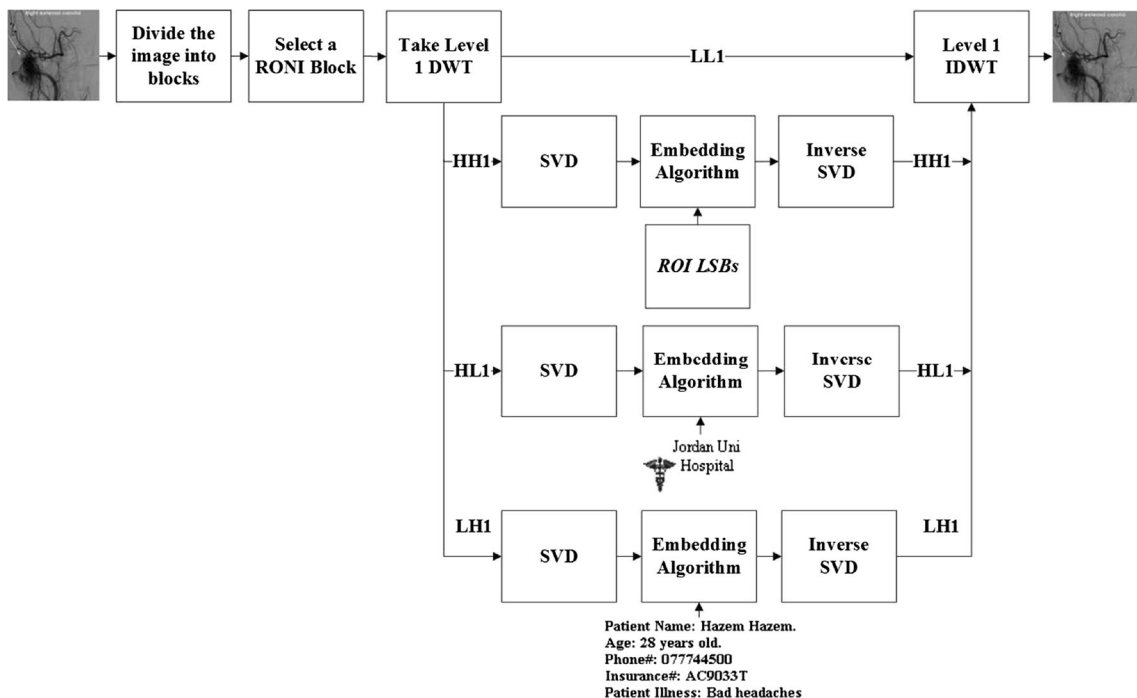 Divide the
image into
blocks
Select a
RONI Block
Take Level
1 DWT
LL1
Level 1
IDWT
HH1
SVD
Embedding
Algorithm
Inverse
SVD
HH1
ROI LSBs
HL1
SVD
Embedding
Algorithm
Inverse
SVD
HL1
Jordan Uni
Hospital
LH1
SVD
Embedding
Algorithm
Inverse
SVD
LH1
Patient Name: Hazem Hazem.
Age: 28 years old.
Phone#: 077744500
Insurance#: AC9033T
Patient Illness: Bad headaches